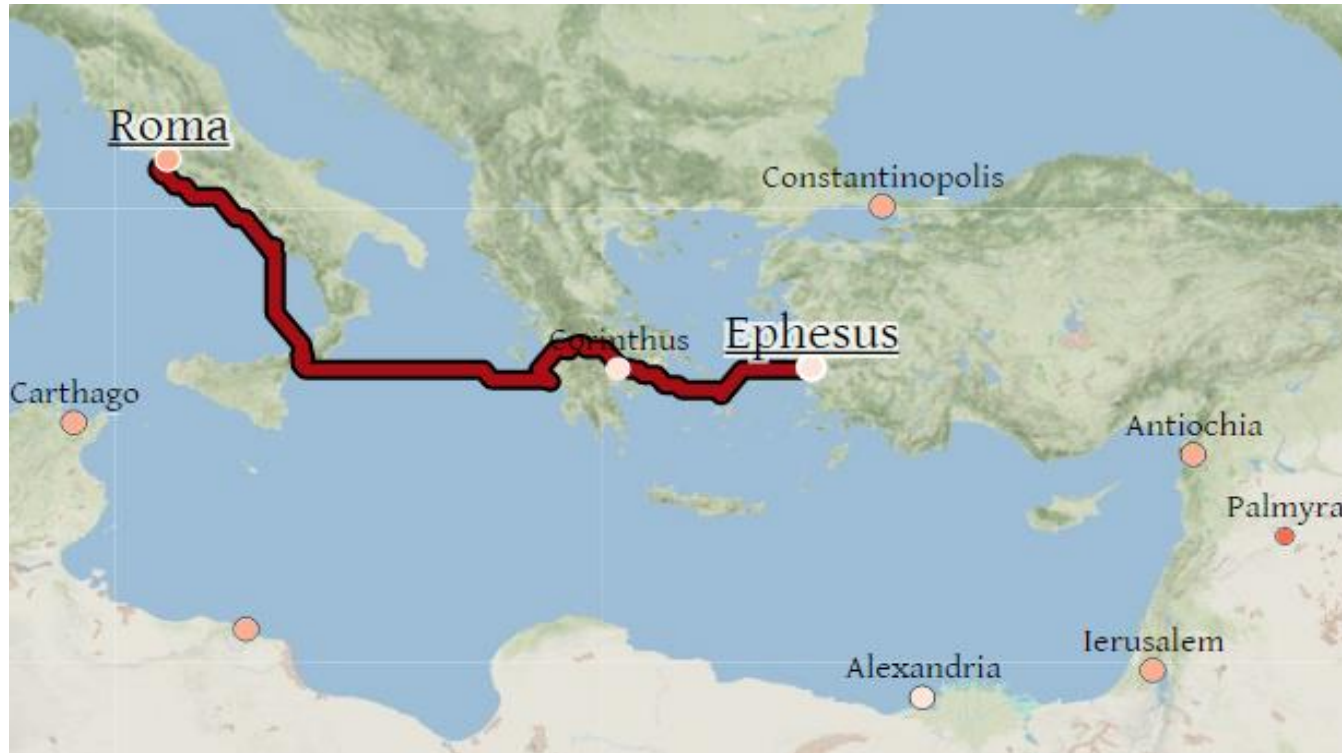 Roma
Constantinopolis
Corinthus
Ephesus
Carthago
Antiochia
Palmyra
Ierusalem
Alexandria